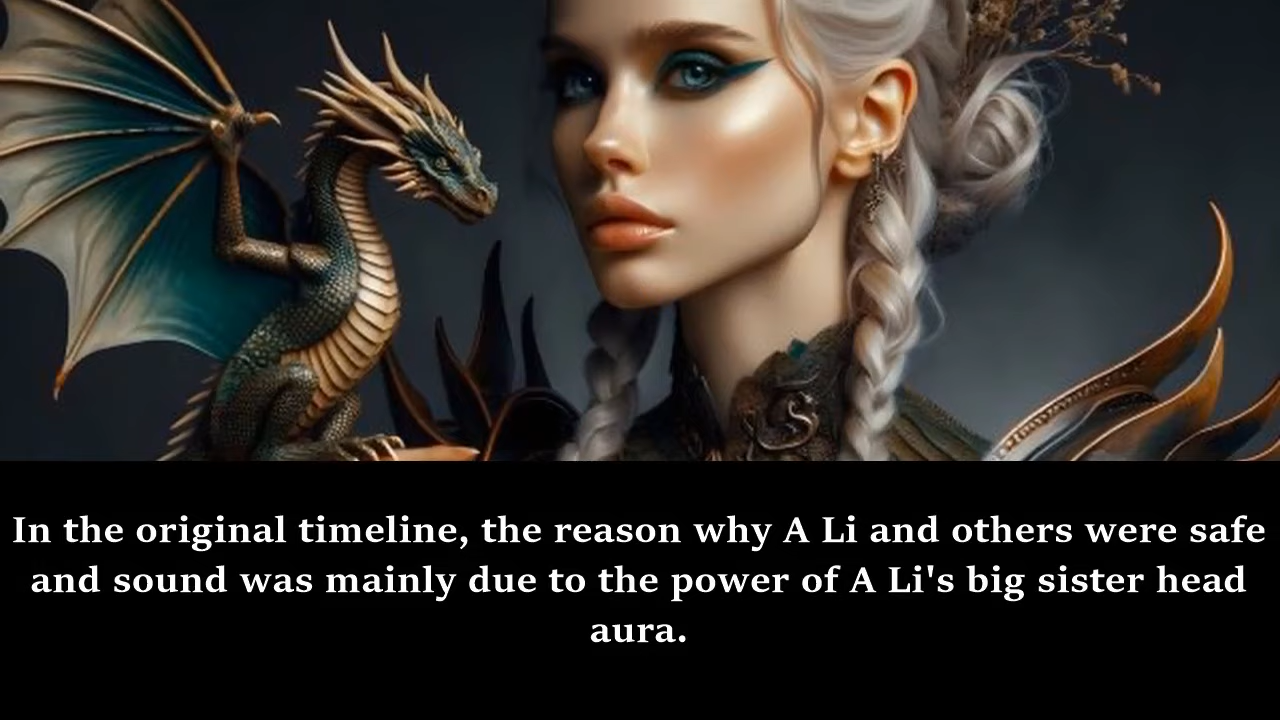 In the original timeline, the reason why A Li and others were safe
and sound was mainly due to the power of A Li's big sister head
aura.